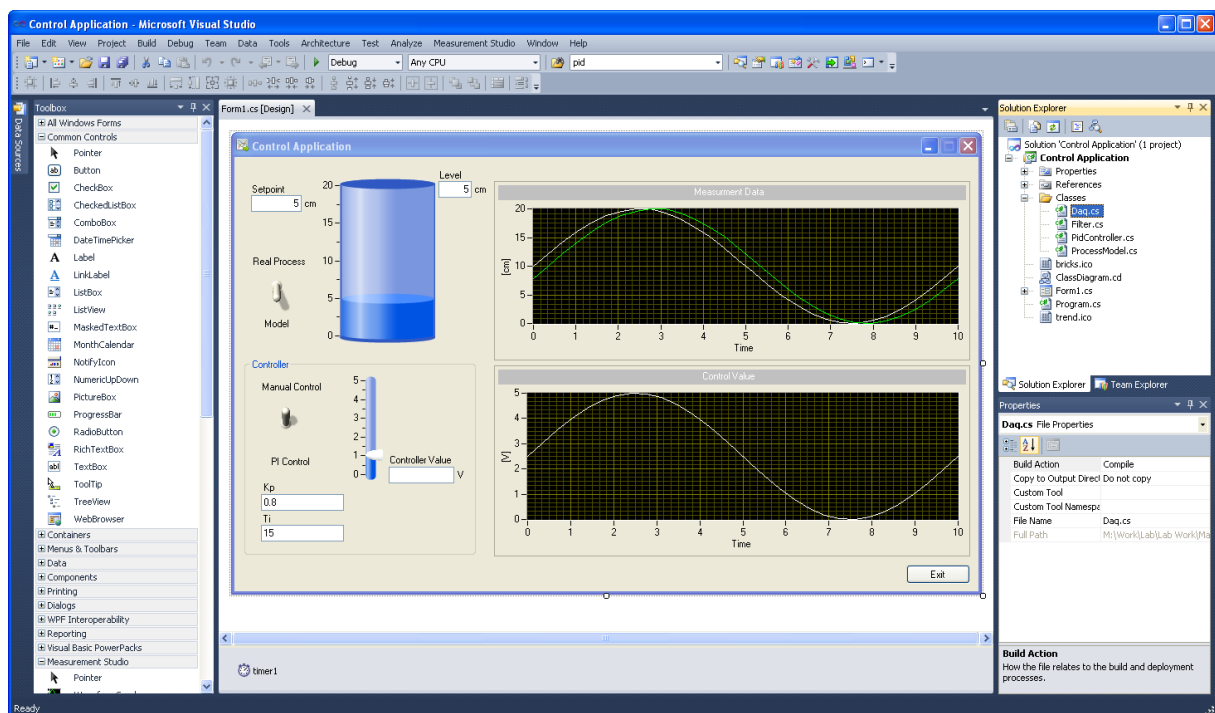 Control Application - Microsoft Visual Studio
File Edit View Project Build Debug Team Data Tools Architecture Test Analyze Measurement Studio Window Help
Debug Any CPU pid
Data Sources
Toolbox
All Windows Forms
Common Controls
Pointer
Button
CheckBox
CheckedListBox
ComboBox
DateTimePicker
Label
LinkLabel
ListBox
ListView
MaskedTextBox
MonthCalendar
NotifyIcon
NumericUpDown
PictureBox
ProgressBar
RadioButton
RichTextBox
TextBox
ToolTip
TreeView
WebBrowser
Containers
Menus & Toolbars
Data
Components
Printing
Dialogs
WPF Interoperability
Reporting
Visual Basic PowerPacks
Measurement Studio
Pointer
Form1.cs [Design]
Control Application
Setpoint
5 cm
Level
5 cm
20
15
10
5
0
Real Process
Model
Controller
Manual Control
PI Control
5
4
3
2
1
0
Controller Value
V
Kp
0.8
Ti
15
Measurment Data
[cm]
20
15
10
5
0
0 1 2 3 4 5 6 7 8 9 10
Time
Control Value
[V]
5
4
3
2
1
0
0 1 2 3 4 5 6 7 8 9 10
Time
Exit
timer1
Solution Explorer
Solution 'Control Application' (1 project)
Control Application
Properties
References
Classes
Daq.cs
Filter.cs
PidController.cs
ProcessModel.cs
bricks.ico
ClassDiagram.cd
Form1.cs
Program.cs
trend.ico
Solution Explorer Team Explorer
Properties
Daq.cs File Properties
Build Action Compile
Copy to Output Direct Do not copy
Custom Tool
Custom Tool Namespa
File Name Daq.cs
Full Path M:\Work\Lab\Lab Work\Ma
Build Action
How the file relates to the build and deployment
processes.
Ready